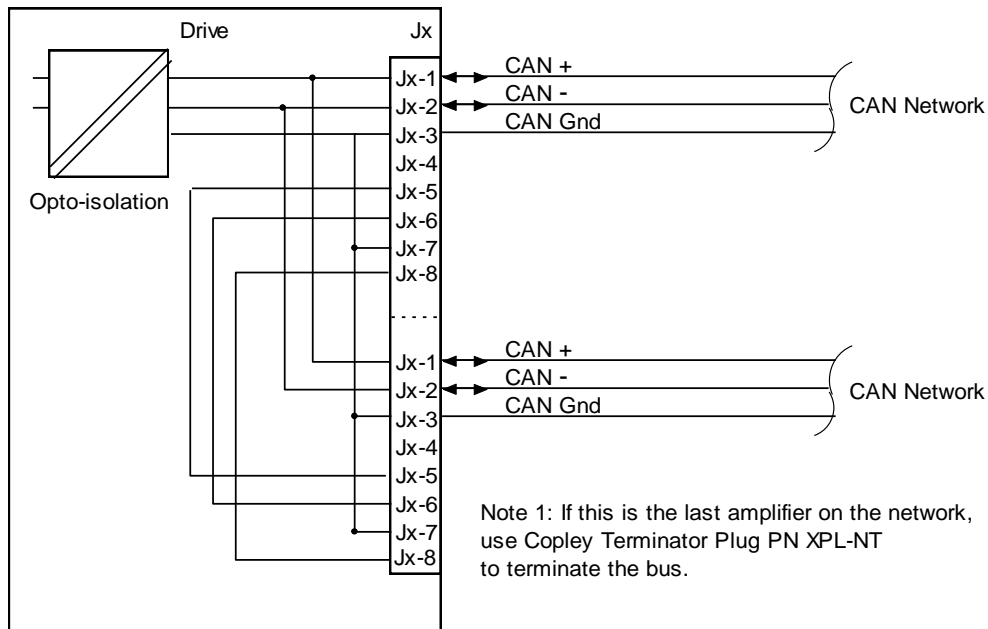 Drive
Jx
Opto-isolation
Jx-1
Jx-2
Jx-3
Jx-4
Jx-5
Jx-6
Jx-7
Jx-8
CAN +
CAN -
CAN Gnd
CAN Network
Jx-1
Jx-2
Jx-3
Jx-4
Jx-5
Jx-6
Jx-7
Jx-8
CAN +
CAN -
CAN Gnd
CAN Network
Note 1: If this is the last amplifier on the network,
use Copley Terminator Plug PN XPL-NT
to terminate the bus.